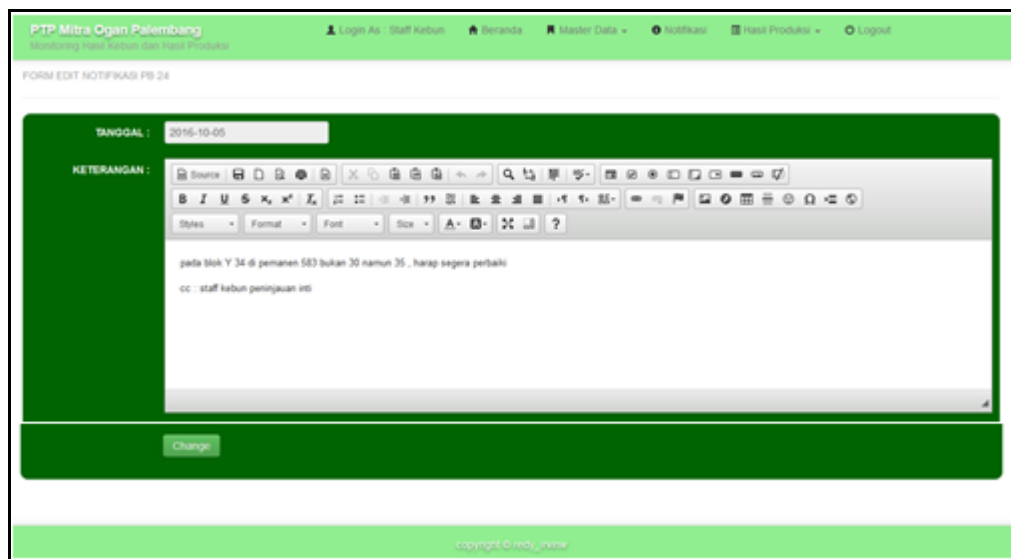 PTP Mitra Ogan Palembang
Login As : Staff Kebun Beranda Master Data Notifikasi Hasil Produksi Logout
Monitoring Hasil Kebun dan Hasil Produksi
FORM EDIT NOTIFIKASI PB 24
TANGGAL : 2016-10-05
KETERANGAN :
Source
B I U S x x Tx
Styles Format Font Size A A ?
pada blok Y 34 di pemanen 583 bukan 30 namun 35 , harap segera perbaiki
cc : staff kebun peninjauan inti
Change
copyright ©